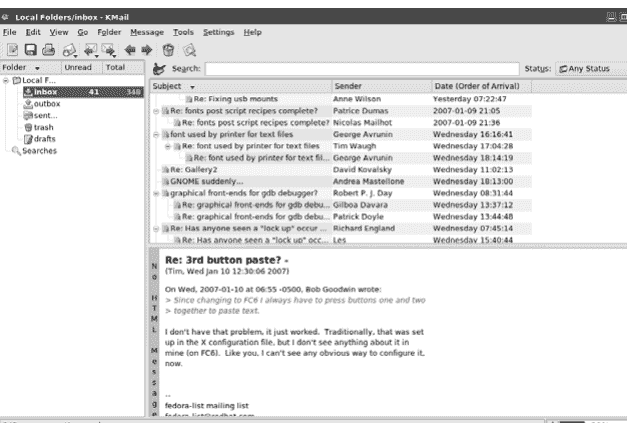 Local Folders/inbox - KMail
File Edit View Go Folder Message Tools Settings Help
Folder Unread Total
Local F...
inbox 41 348
outbox
sent...
trash
drafts
Searches
Search: Status: Any Status
Subject Sender Date (Order of Arrival)
Re: Fixing usb mounts Anne Wilson Yesterday 07:22:47
Re: fonts post script recipes complete? Patrice Dumas 2007-01-09 21:05
Re: fonts post script recipes complete? Nicolas Mailhot 2007-01-09 21:36
font used by printer for text files George Avrunin Wednesday 16:16:41
Re: font used by printer for text files Tim Waugh Wednesday 17:04:28
Re: font used by printer for text fil... George Avrunin Wednesday 18:14:19
Re: Gallery2 David Kovalsky Wednesday 11:02:13
GNOME suddenly... Andrea Mastellone Wednesday 18:13:00
graphical front-ends for gdb debugger? Robert P. J. Day Wednesday 08:31:44
Re: graphical front-ends for gdb debu... Gilboa Davara Wednesday 13:37:12
Re: graphical front-ends for gdb debu... Patrick Doyle Wednesday 13:44:48
Re: Has anyone seen a "lock up" occur ... Richard England Wednesday 07:45:14
Re: Has anyone seen a "lock up" occ... Les Wednesday 15:40:44
No HTML Message
Re: 3rd button paste? -
(Tim, Wed Jan 10 12:30:06 2007)
On Wed, 2007-01-10 at 06:55 -0500, Bob Goodwin wrote:
> Since changing to FC6 I always have to press buttons one and two
> together to paste text.
I don't have that problem, it just worked. Traditionally, that was set
up in the X configuration file, but I don't see anything about it in
mine (on FC6). Like you, I can't see any obvious way to configure it,
now.
--
fedora-list mailing list
fedora-list@redhat.com